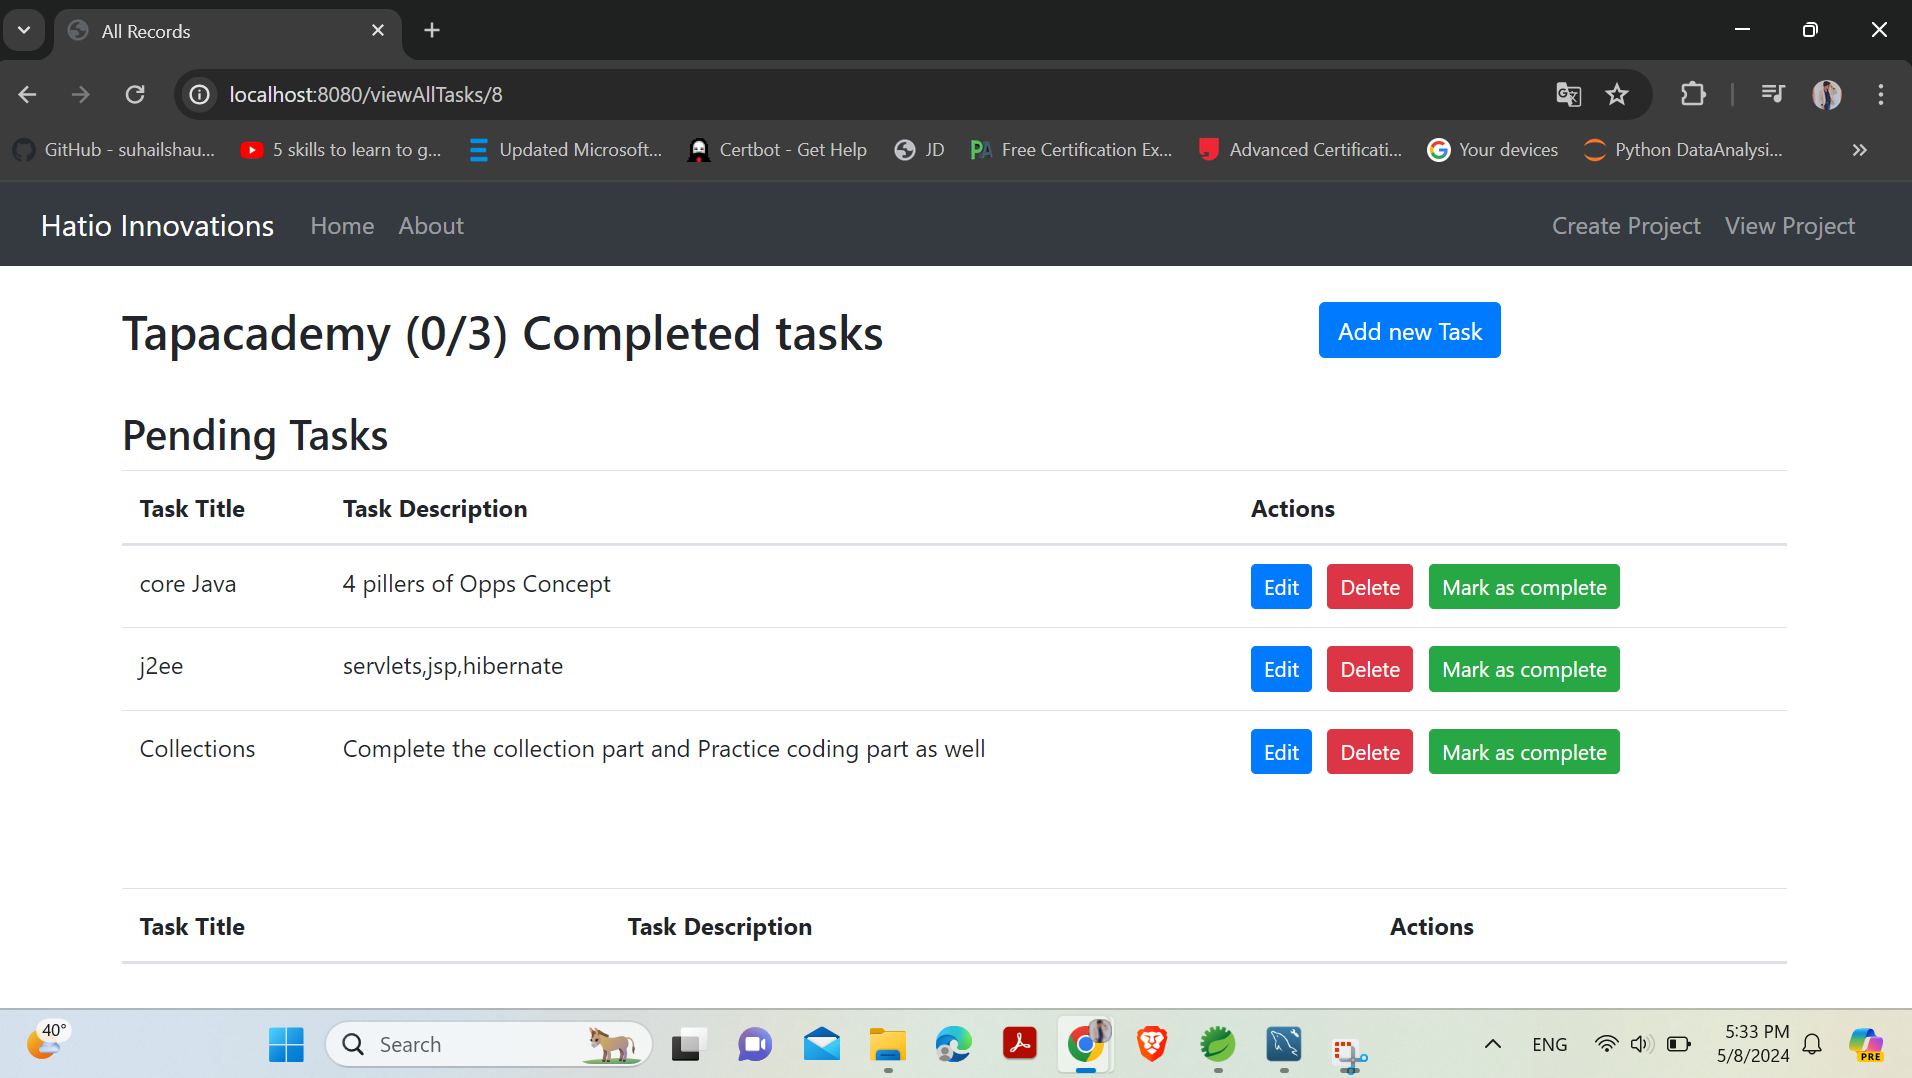 All Records
localhost:8080/viewAllTasks/8
GitHub - suhailshau... 5 skills to learn to g... Updated Microsoft... Certbot - Get Help JD PA Free Certification Ex... Advanced Certificati... G Your devices Python DataAnalysi...
Hatio Innovations Home About Create Project View Project
Tapacademy (0/3) Completed tasks Add new Task
Pending Tasks
Task Title Task Description Actions
core Java 4 pillers of Opps Concept Edit Delete Mark as complete
j2ee servlets,jsp,hibernate Edit Delete Mark as complete
Collections Complete the collection part and Practice coding part as well Edit Delete Mark as complete
Task Title Task Description Actions
40° Search ENG 5:33 PM
5/8/2024
PRE